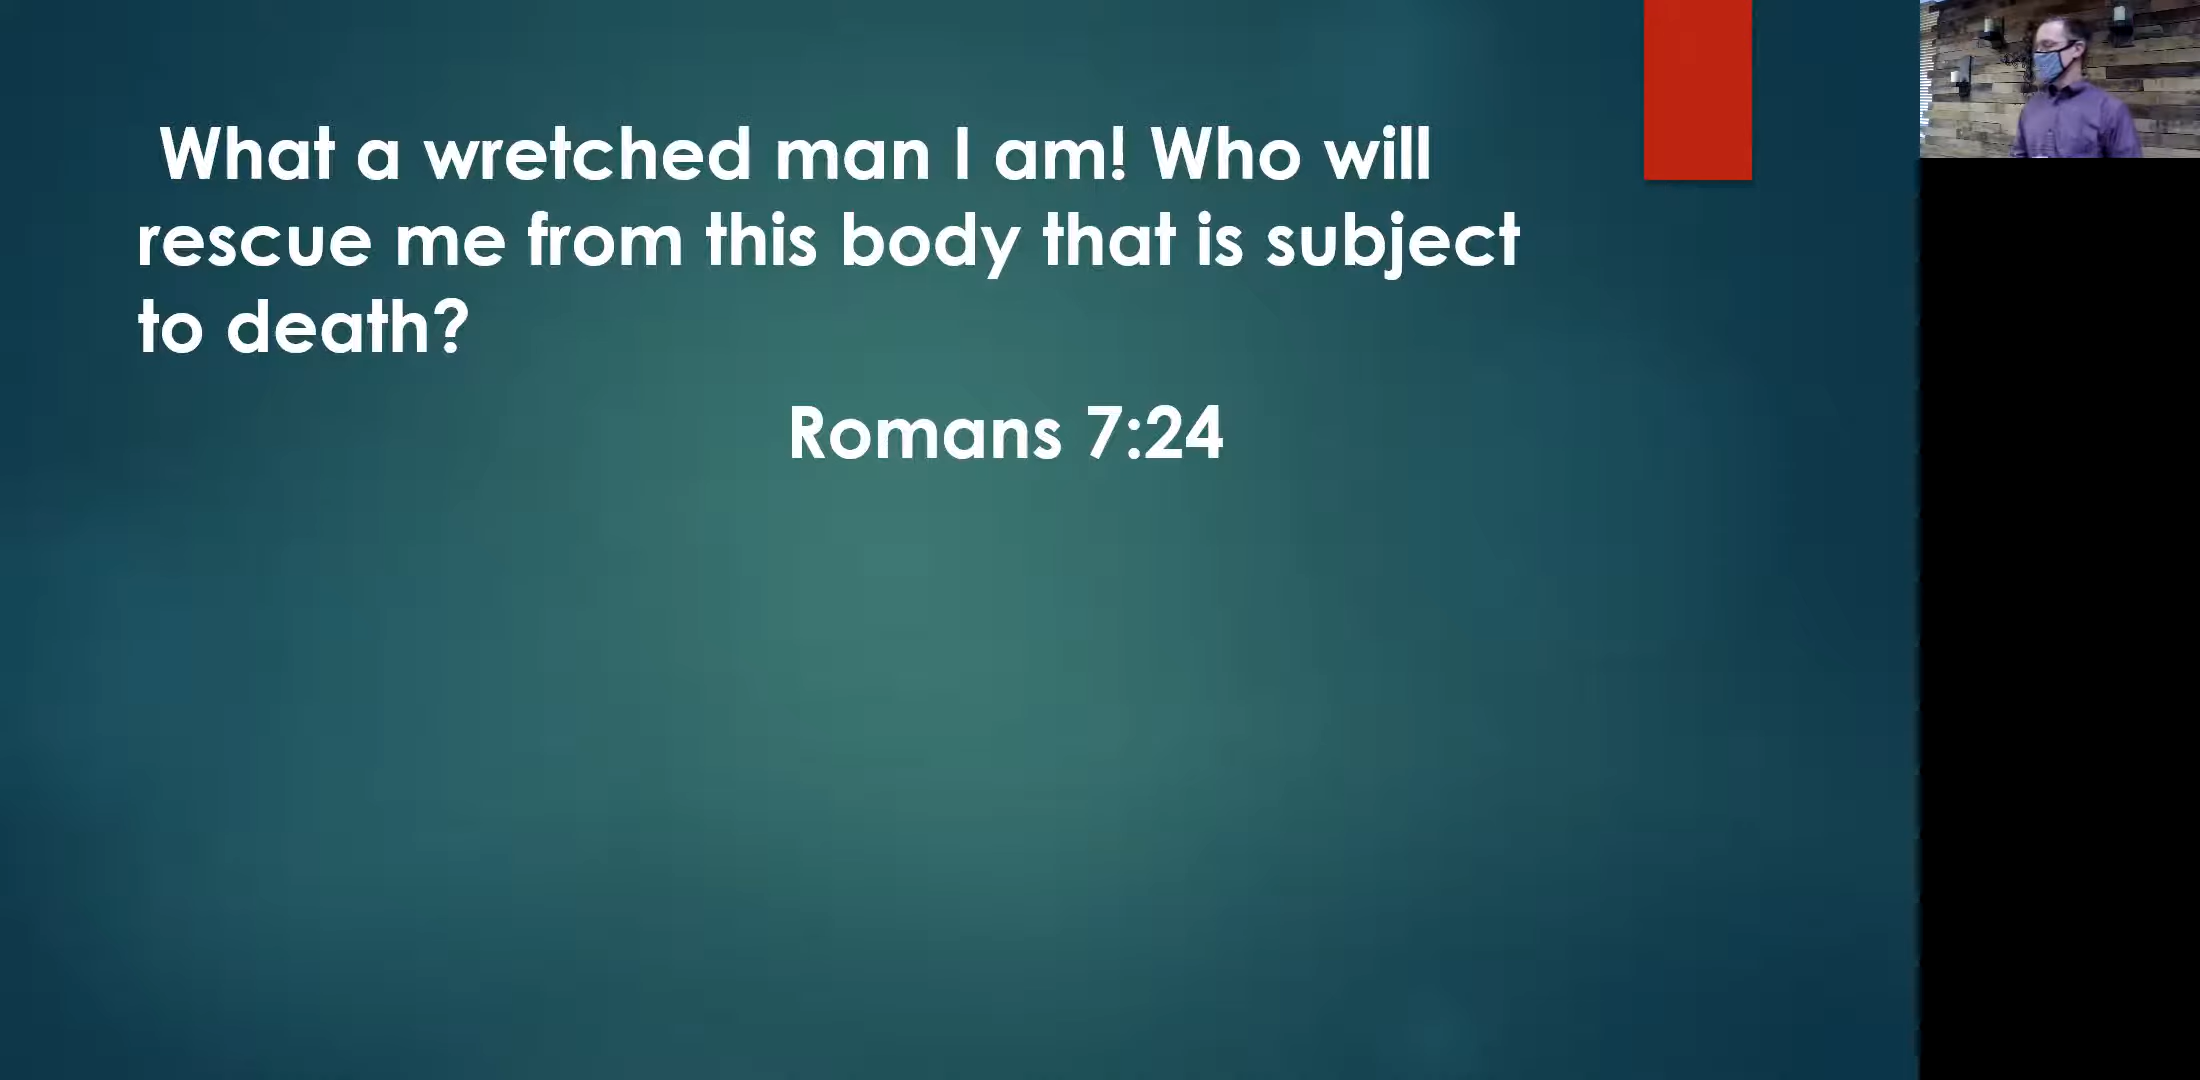 What a wretched man I am! Who will
rescue me from this body that is subject
to death?
Romans 7:24